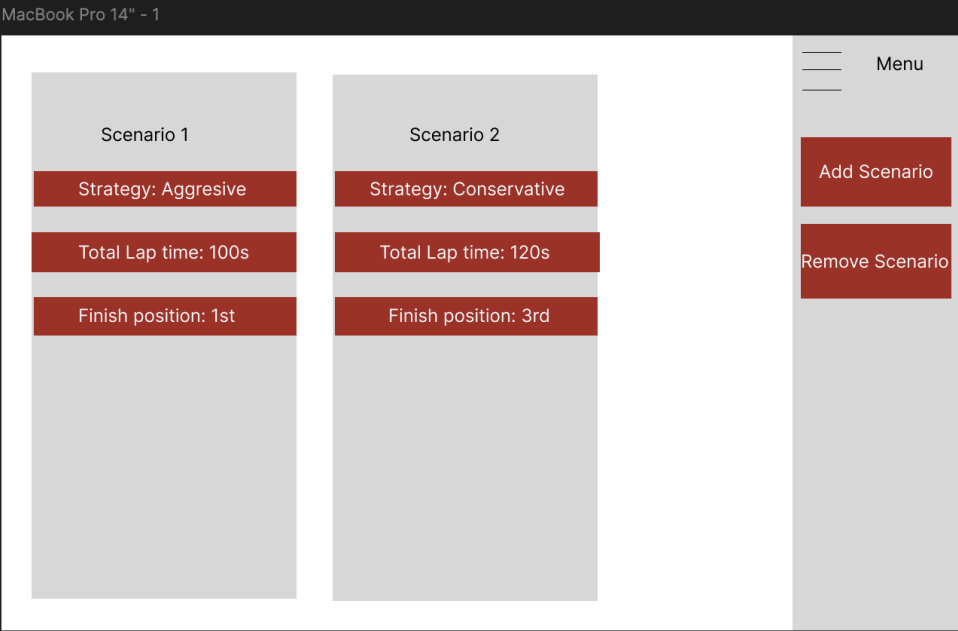 MacBook Pro 14" - 1
Menu
Scenario 1
Scenario 2
Strategy: Aggresive
Strategy: Conservative
Add Scenario
Total Lap time: 100s
Total Lap time: 120s
Remove Scenario
Finish position: 1st
Finish position: 3rd